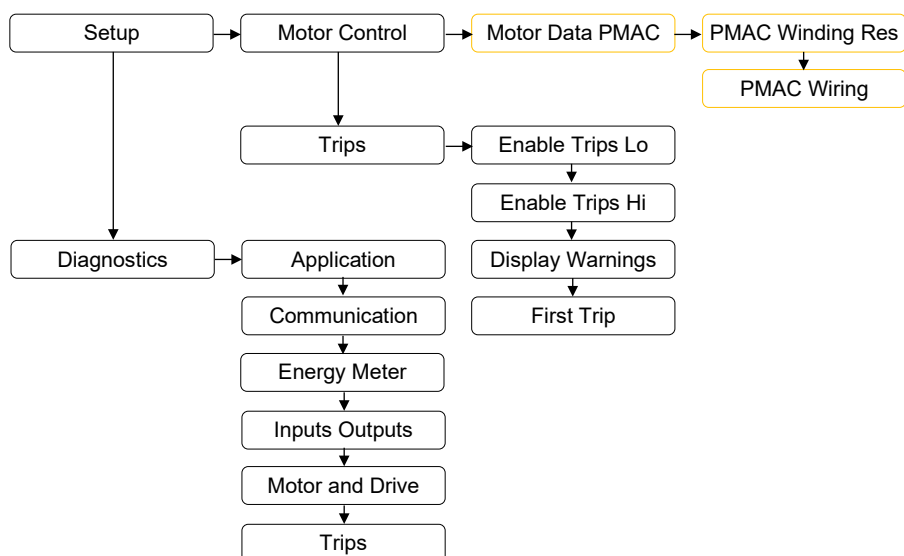 Setup
Motor Control
Motor Data PMAC
PMAC Winding Res
PMAC Wiring
Trips
Enable Trips Lo
Enable Trips Hi
Diagnostics
Application
Display Warnings
Communication
First Trip
Energy Meter
Inputs Outputs
Motor and Drive
Trips